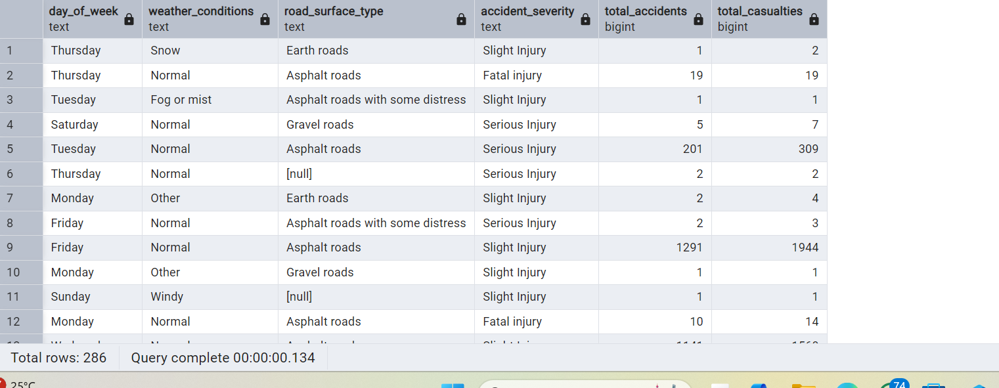 day_of_week weather_conditions road_surface_type accident_severity total_accidents total_casualties
text text text text bigint bigint
1 Thursday Snow Earth roads Slight Injury 1 2
2 Thursday Normal Asphalt roads Fatal injury 19 19
3 Tuesday Fog or mist Asphalt roads with some distress Slight Injury 1 1
4 Saturday Normal Gravel roads Serious Injury 5 7
5 Tuesday Normal Asphalt roads Serious Injury 201 309
6 Thursday Normal [null] Serious Injury 2 2
7 Monday Other Earth roads Slight Injury 2 4
8 Friday Normal Asphalt roads with some distress Serious Injury 2 3
9 Friday Normal Asphalt roads Slight Injury 1291 1944
10 Monday Other Gravel roads Slight Injury 1 1
11 Sunday Windy [null] Slight Injury 1 1
12 Monday Normal Asphalt roads Fatal injury 10 14
Total rows: 286 Query complete 00:00:00.134
25°C
74